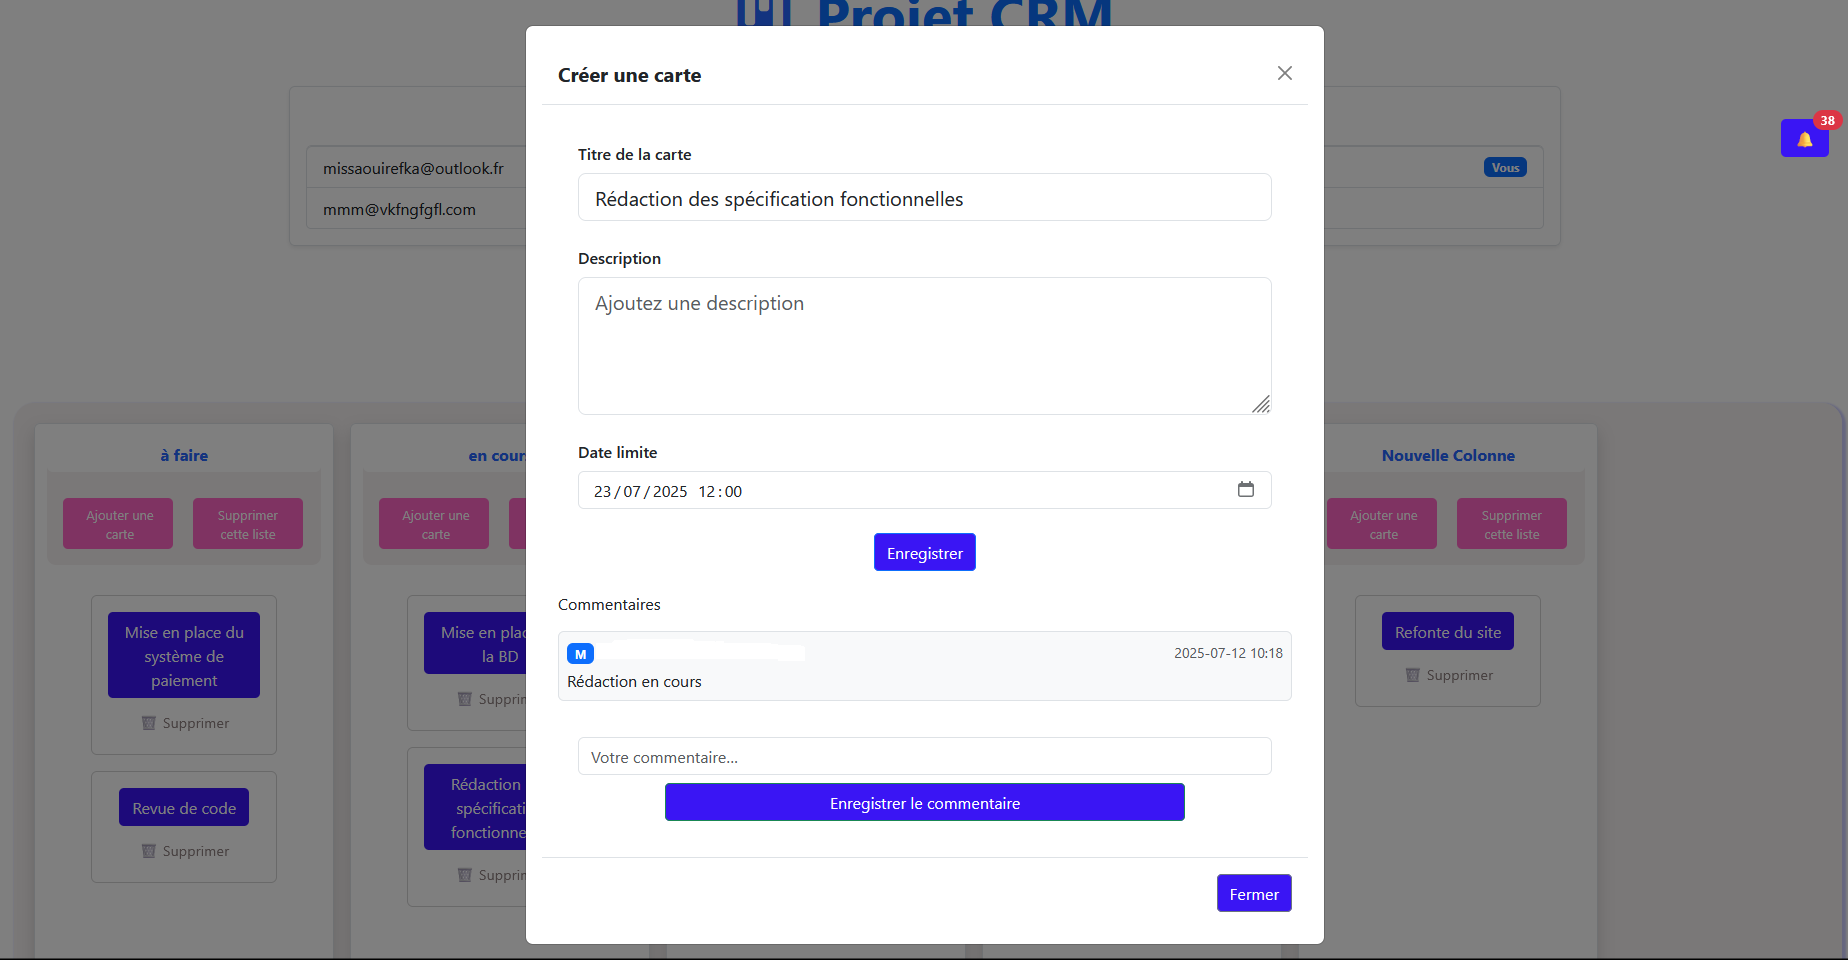 Projet CRM
Créer une carte
38
missaouirefka@outlook.fr
Vous
mmm@vkfngfgfl.com
Titre de la carte
Rédaction des spécification fonctionnelles
Description
Ajoutez une description
Date limite
23/07/2025 12:00
Enregistrer
Commentaires
M
2025-07-12 10:18
Rédaction en cours
Votre commentaire...
Enregistrer le commentaire
Fermer
à faire
Ajouter une
carte
Supprimer
cette liste
Mise en place du
système de
paiement
Supprimer
Revue de code
Supprimer
en cour
Ajouter une
carte
Mise en pla
la BD
Supprim
Rédaction
spécificati
fonctionne
Supprim
Nouvelle Colonne
Ajouter une
carte
Supprimer
cette liste
Refonte du site
Supprimer